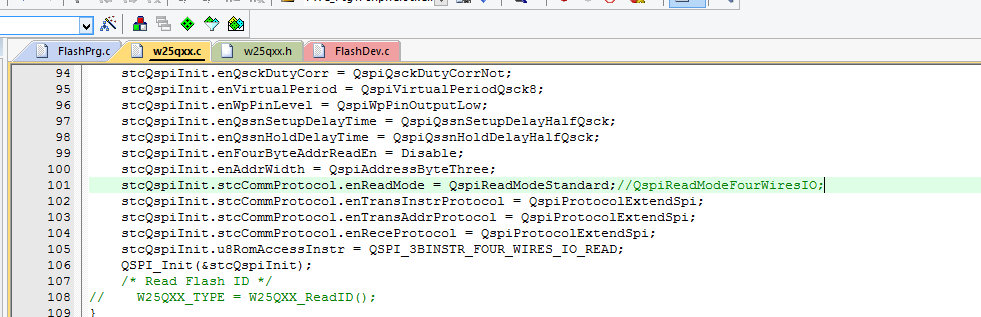 FlashPrg.c w25qxx.c w25qxx.h FlashDev.c
94 stcQspiInit.enQsckDutyCorr = QspiQsckDutyCorrNot;
95 stcQspiInit.enVirtualPeriod = QspiVirtualPeriodQsck8;
96 stcQspiInit.enWpPinLevel = QspiWpPinOutputLow;
97 stcQspiInit.enQssnSetupDelayTime = QspiQssnSetupDelayHalfQsck;
98 stcQspiInit.enQssnHoldDelayTime = QspiQssnHoldDelayHalfQsck;
99 stcQspiInit.enFourByteAddrReadEn = Disable;
100 stcQspiInit.enAddrWidth = QspiAddressByteThree;
101 stcQspiInit.stcCommProtocol.enReadMode = QspiReadModeStandard;//QspiReadModeFourWiresIO;
102 stcQspiInit.stcCommProtocol.enTransInstrProtocol = QspiProtocolExtendSpi;
103 stcQspiInit.stcCommProtocol.enTransAddrProtocol = QspiProtocolExtendSpi;
104 stcQspiInit.stcCommProtocol.enReceProtocol = QspiProtocolExtendSpi;
105 stcQspiInit.u8RomAccessInstr = QSPI_3BINSTR_FOUR_WIRES_IO_READ;
106 QSPI_Init(&stcQspiInit);
107 /* Read Flash ID */
108 // W25QXX_TYPE = W25QXX_ReadID();
109 }